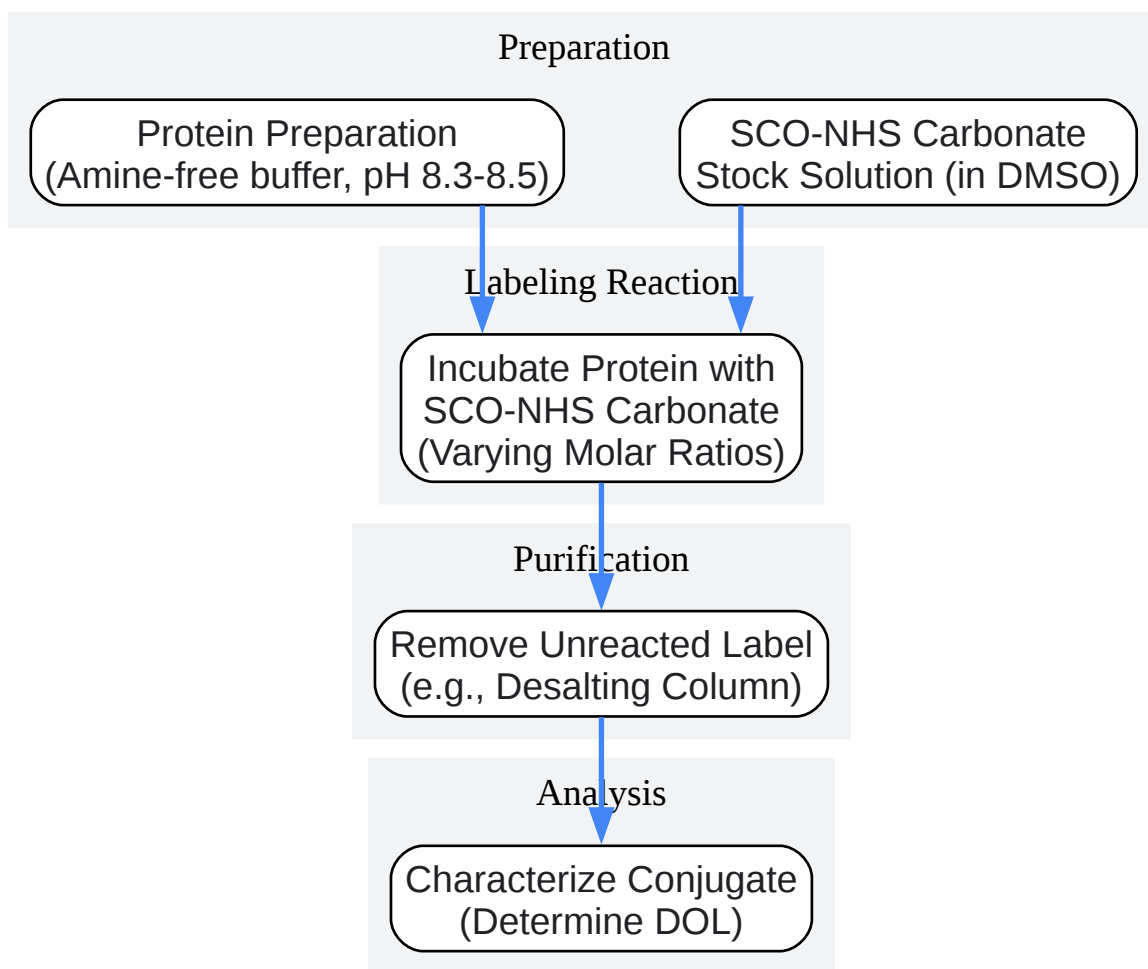 Preparation
Protein Preparation
(Amine-free buffer, pH 8.3-8.5)
SCO-NHS Carbonate
Stock Solution (in DMSO)
Labeling Reaction
Incubate Protein with
SCO-NHS Carbonate
(Varying Molar Ratios)
Purification
Remove Unreacted Label
(e.g., Desalting Column)
Analysis
Characterize Conjugate
(Determine DOL)